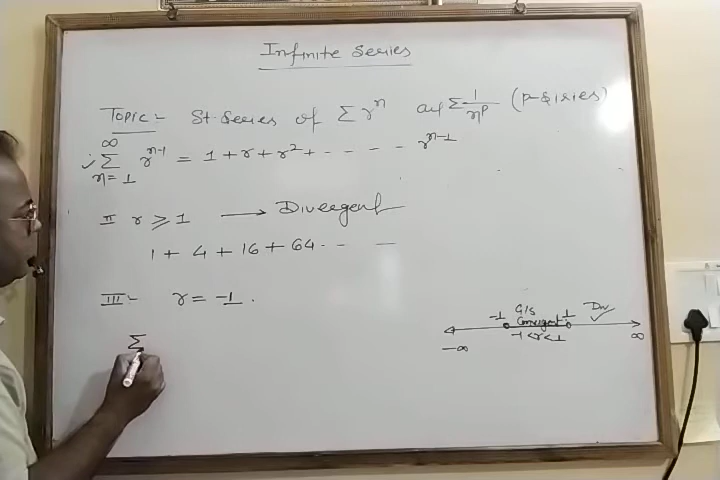 Infinite Series
Topic:- St. Series of Σ rⁿ and Σ 1/nᵖ (p-Series)
✓ ∞ Σ n=1 rⁿ⁻¹ = 1 + r + r² + - - - - rⁿ⁻¹
II r ⩾ 1 → Divergent
1 + 4 + 16 + 64 - - -
III:- r = -1.
Σ
-1 G/S 1 Div ✓
Convergent
-∞ -1 < r < 1 ∞